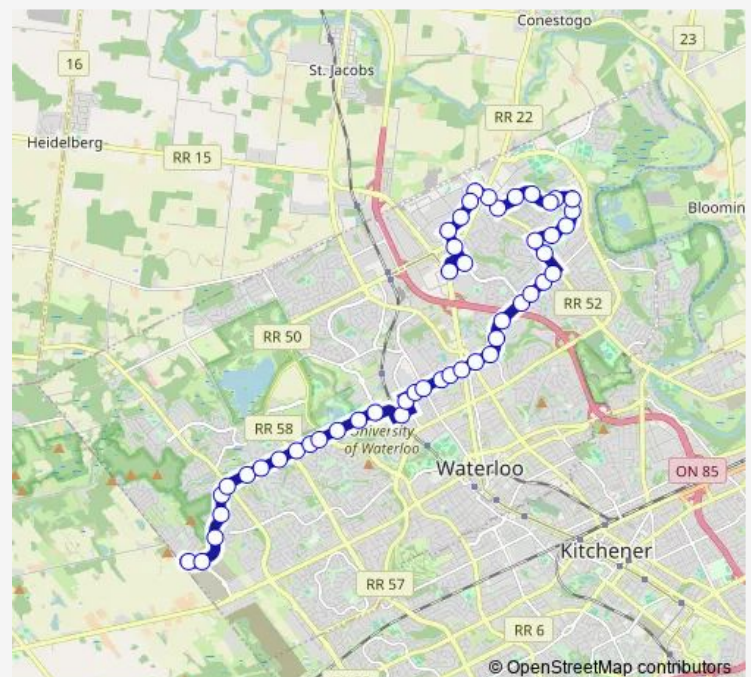 Conestogo
23
16
St. Jacobs
RR 22
Heidelberg
RR 15
Bloomin
RR 52
RR 50
RR 58
University
of Waterloo
Waterloo
ON 85
Kitchener
RR 57
RR 6
© OpenStreetMap contributors